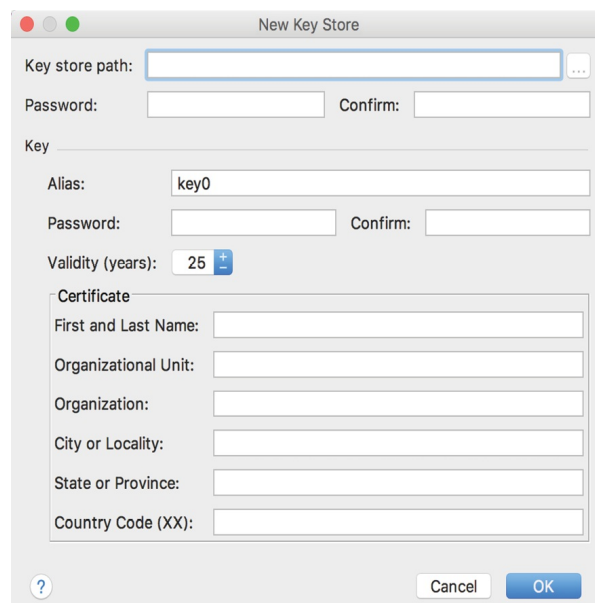 New Key Store
Key store path: ...
Password: Confirm:
Key
Alias: key0
Password: Confirm:
Validity (years): 25 + −
Certificate
First and Last Name:
Organizational Unit:
Organization:
City or Locality:
State or Province:
Country Code (XX):
? Cancel OK